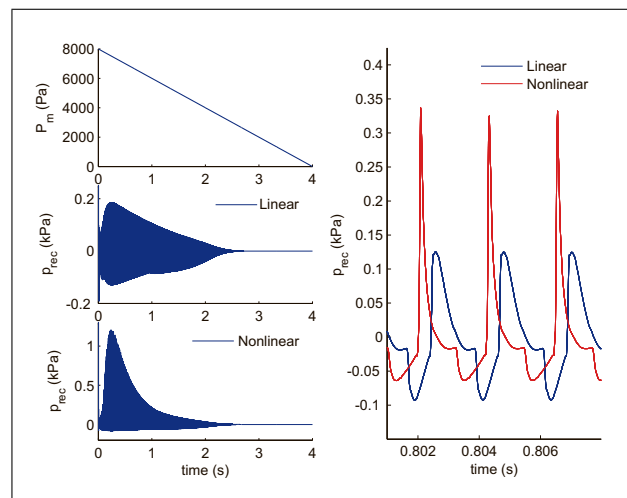 8000
6000
4000
2000
0
P_m (Pa)
0 1 2 3 4
0.2
0
-0.2
p_rec (kPa)
Linear
0 1 2 3 4
1
0.5
0
p_rec (kPa)
Nonlinear
0 1 2 3 4
time (s)
0.4
0.35
0.3
0.25
0.2
0.15
0.1
0.05
0
-0.05
-0.1
p_rec (kPa)
Linear
Nonlinear
0.802 0.804 0.806
time (s)